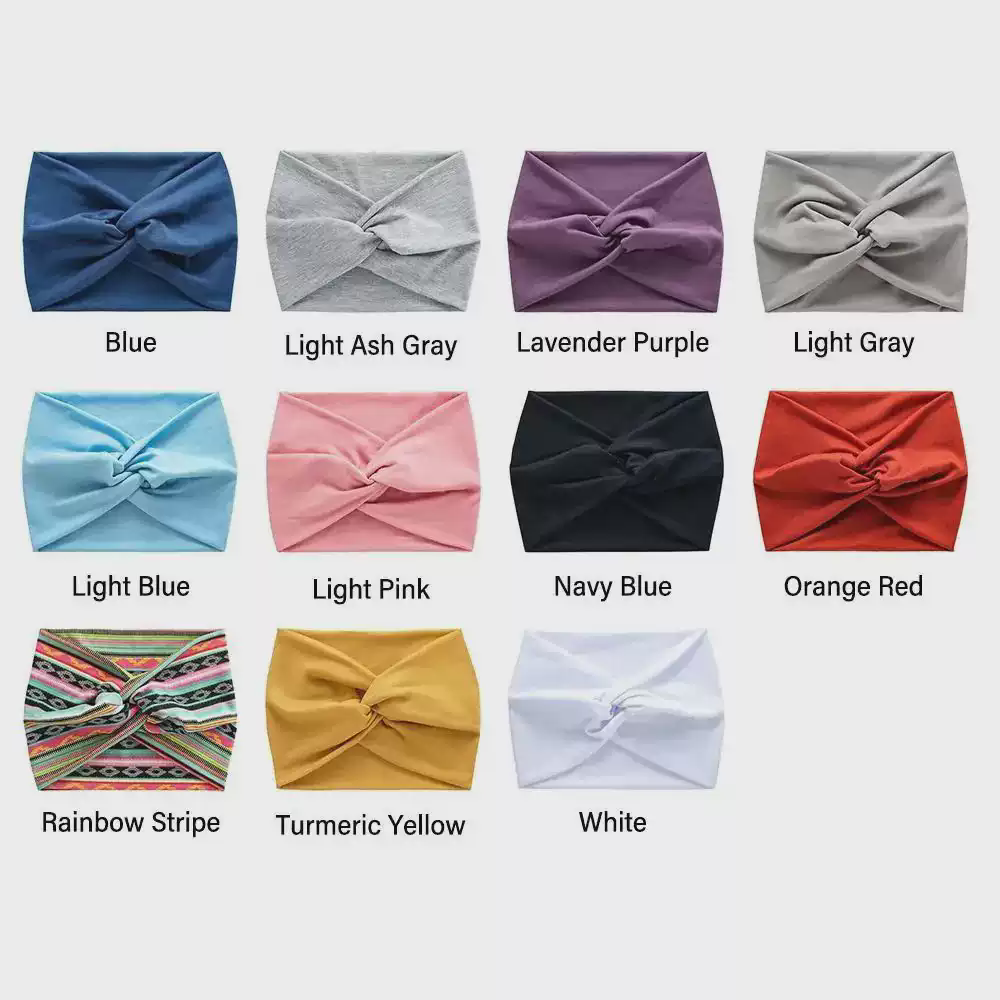 Blue
Light Ash Gray
Lavender Purple
Light Gray
Light Blue
Light Pink
Navy Blue
Orange Red
Rainbow Stripe
Turmeric Yellow
White